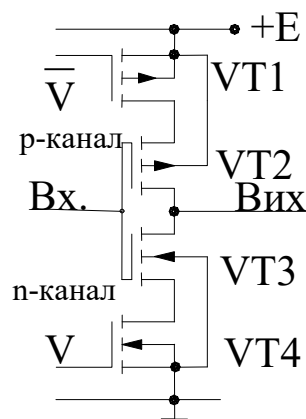 +E
VT1
V̅
р-канал
VT2
Вх.
Вих
VT3
n-канал
V
VT4